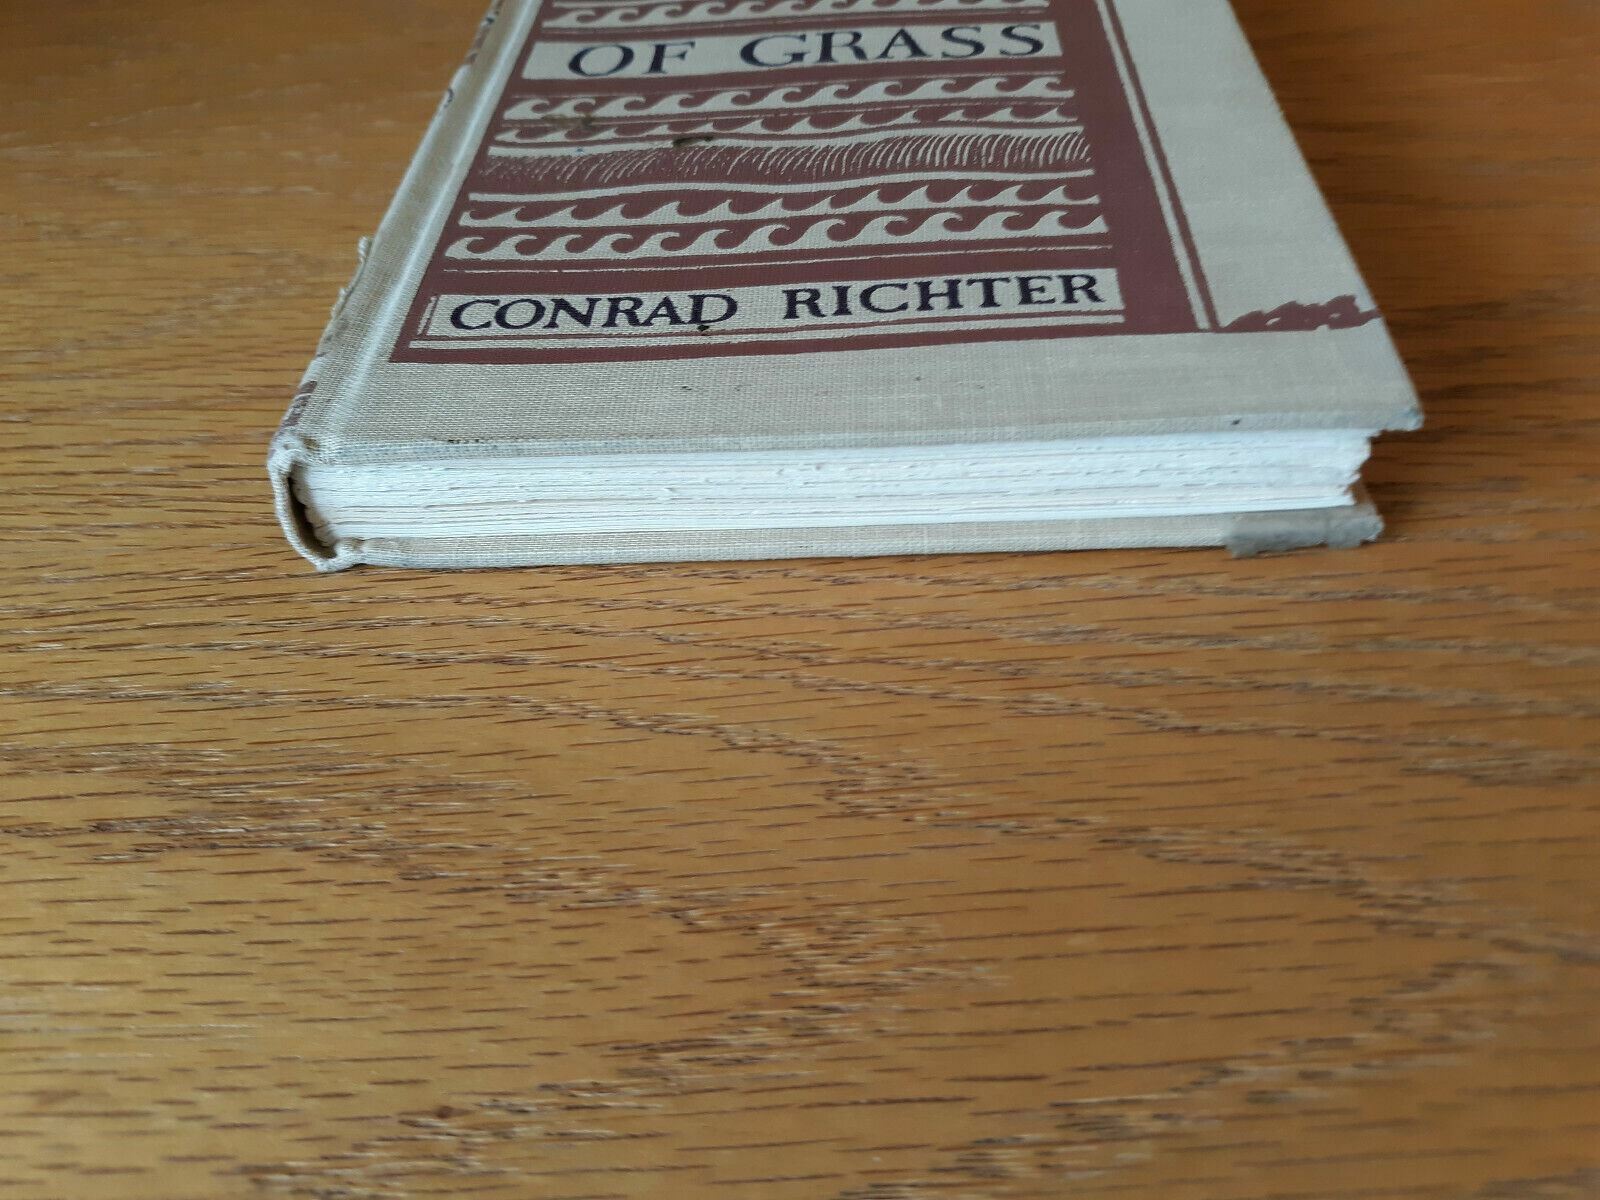 OF GRASS
CONRAD RICHTER